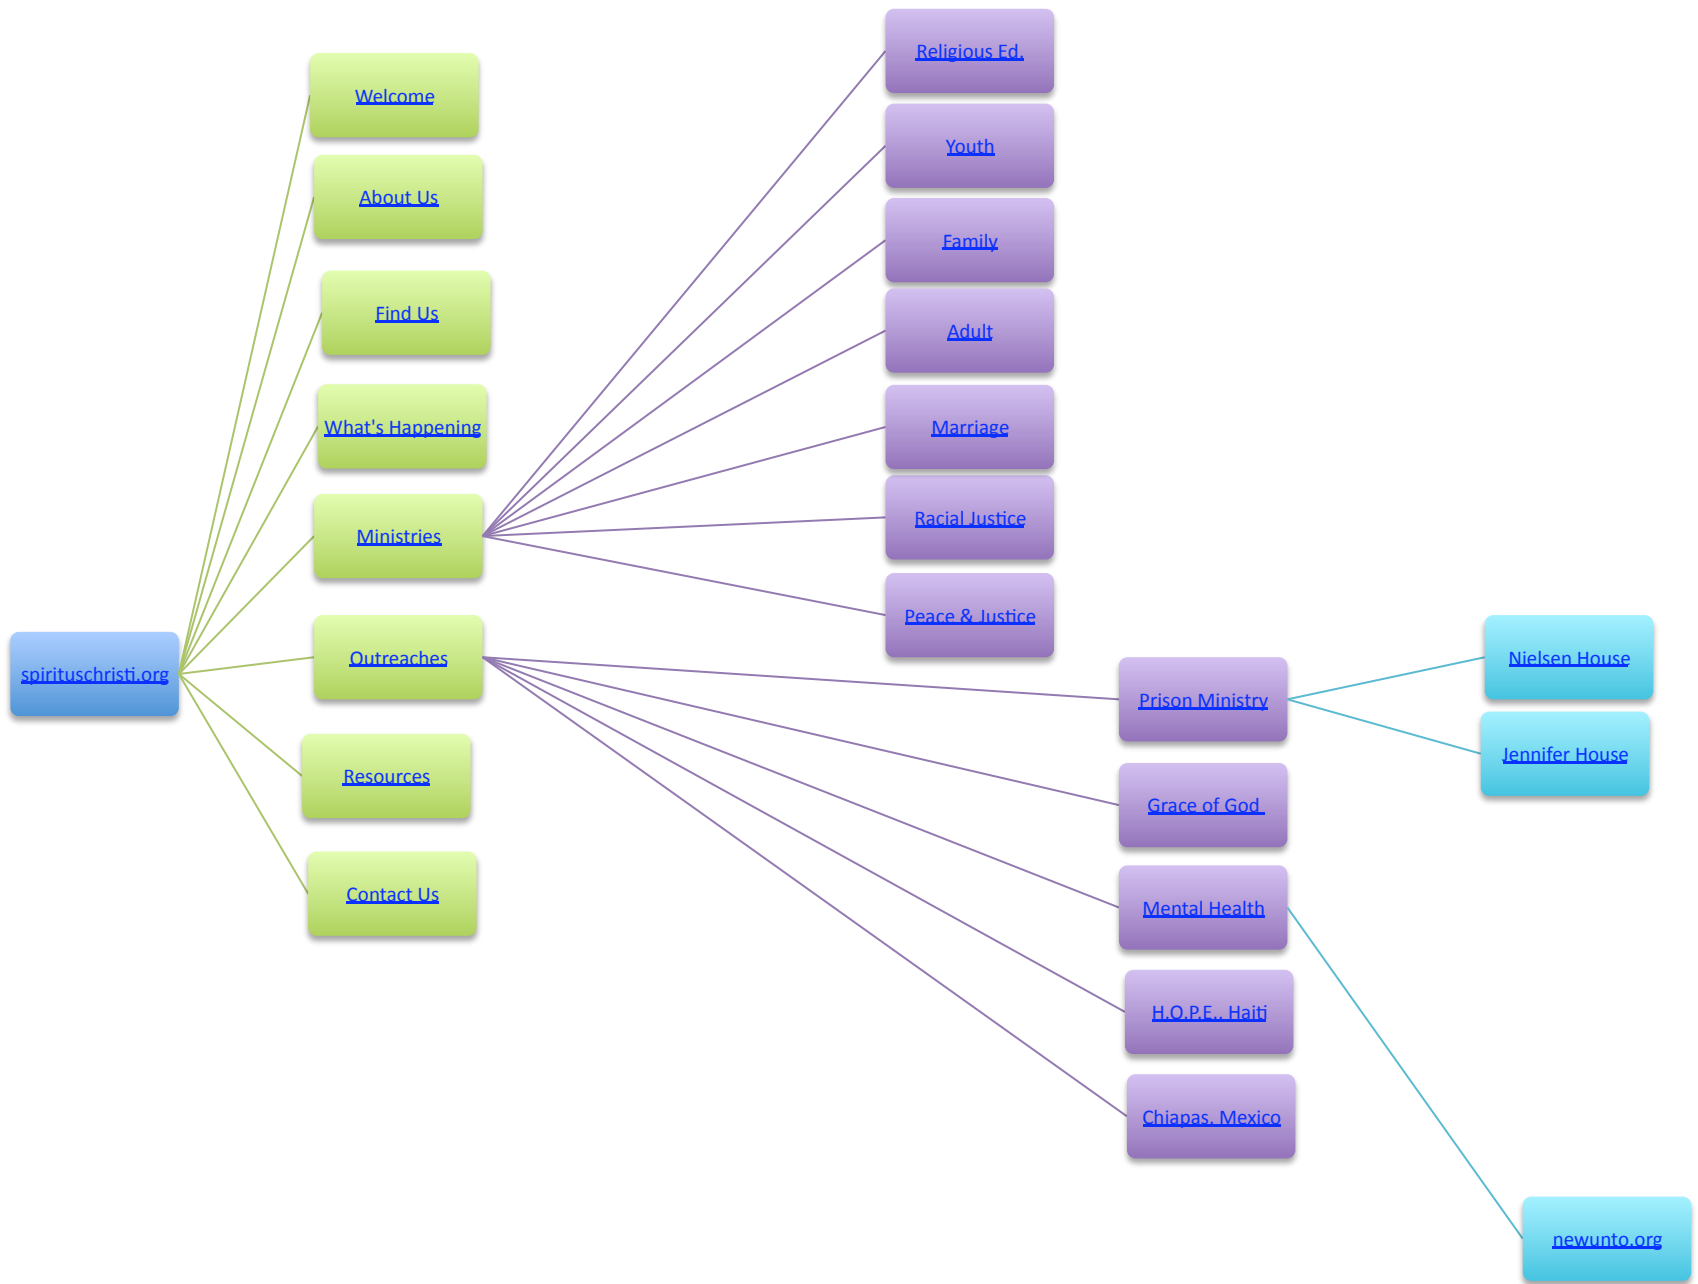 spirituschristi.org
Welcome
About Us
Find Us
What's Happening
Ministries
Outreaches
Resources
Contact Us
Religious Ed.
Youth
Family
Adult
Marriage
Racial Justice
Peace & Justice
Prison Ministry
Grace of God
Mental Health
H.O.P.E., Haiti
Chiapas, Mexico
Nielsen House
Jennifer House
newunto.org